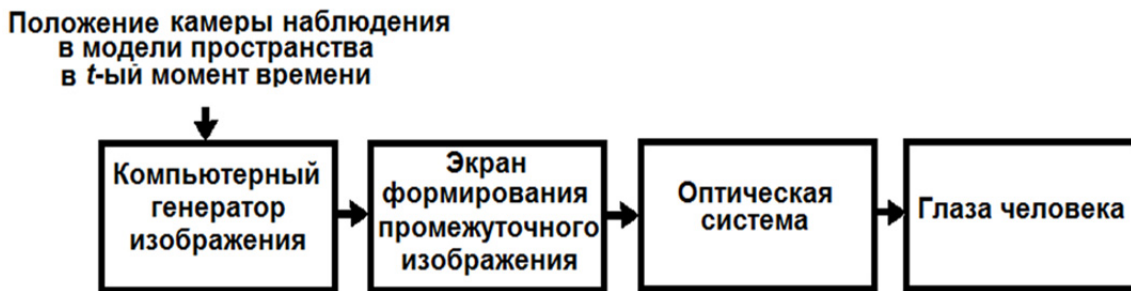 Положение камеры наблюдения
в модели пространства
в t-ый момент времени
Компьютерный
генератор
изображения
Экран
формирования
промежуточного
изображения
Оптическая
система
Глаза человека